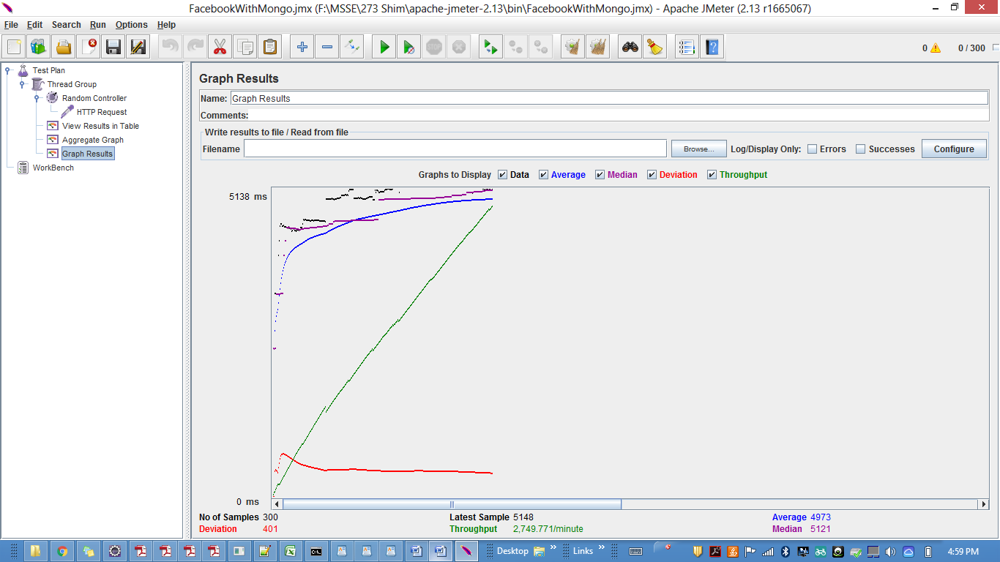 FacebookWithMongo.jmx (F:\MSSE\273 Shim\apache-jmeter-2.13\bin\FacebookWithMongo.jmx) - Apache JMeter (2.13 r1665067)
File Edit Search Run Options Help
0 0 / 300
Test Plan
Thread Group
Random Controller
HTTP Request
View Results in Table
Aggregate Graph
Graph Results
WorkBench
Graph Results
Name: Graph Results
Comments:
Write results to file / Read from file
Filename Browse... Log/Display Only: Errors Successes Configure
Graphs to Display Data Average Median Deviation Throughput
5138 ms
0 ms
No of Samples 300 Latest Sample 5148 Average 4973
Deviation 401 Throughput 2,749.771/minute Median 5121
Desktop » Links » 4:59 PM